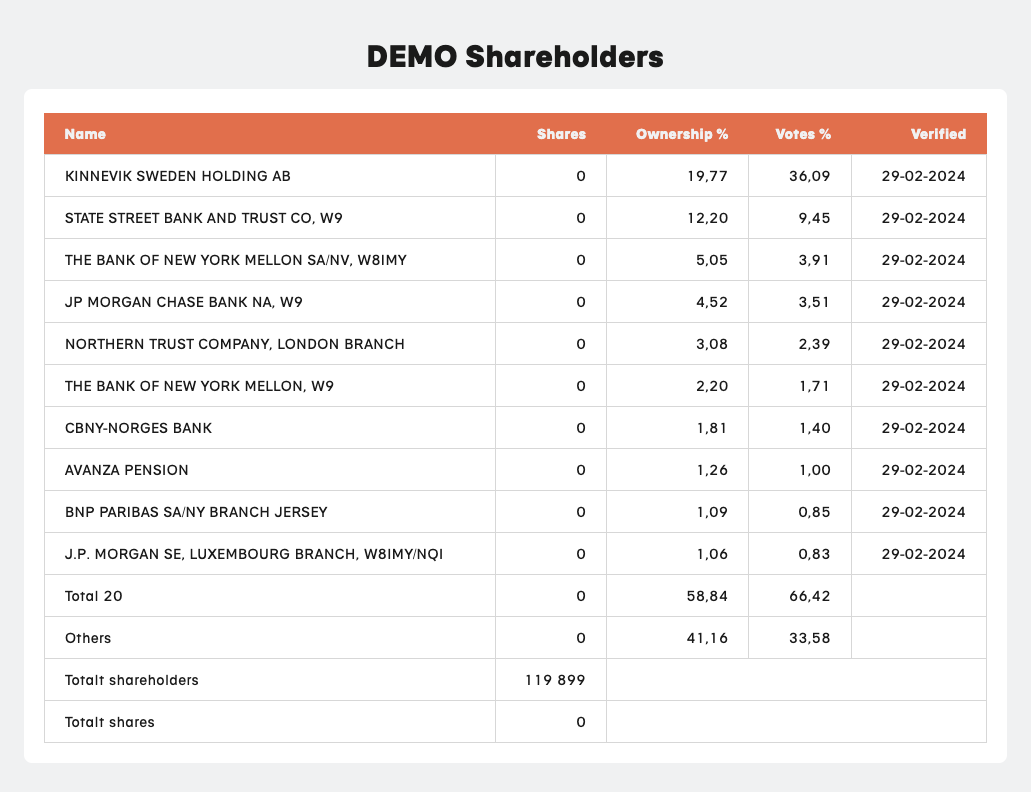 DEMO Shareholders
Name Shares Ownership % Votes % Verified
KINNEVIK SWEDEN HOLDING AB 0 19,77 36,09 29-02-2024
STATE STREET BANK AND TRUST CO, W9 0 12,20 9,45 29-02-2024
THE BANK OF NEW YORK MELLON SA/NV, W8IMY 0 5,05 3,91 29-02-2024
JP MORGAN CHASE BANK NA, W9 0 4,52 3,51 29-02-2024
NORTHERN TRUST COMPANY, LONDON BRANCH 0 3,08 2,39 29-02-2024
THE BANK OF NEW YORK MELLON, W9 0 2,20 1,71 29-02-2024
CBNY-NORGES BANK 0 1,81 1,40 29-02-2024
AVANZA PENSION 0 1,26 1,00 29-02-2024
BNP PARIBAS SA/NY BRANCH JERSEY 0 1,09 0,85 29-02-2024
J.P. MORGAN SE, LUXEMBOURG BRANCH, W8IMY/NQI 0 1,06 0,83 29-02-2024
Total 20 0 58,84 66,42
Others 0 41,16 33,58
Totalt shareholders 119 899
Totalt shares 0